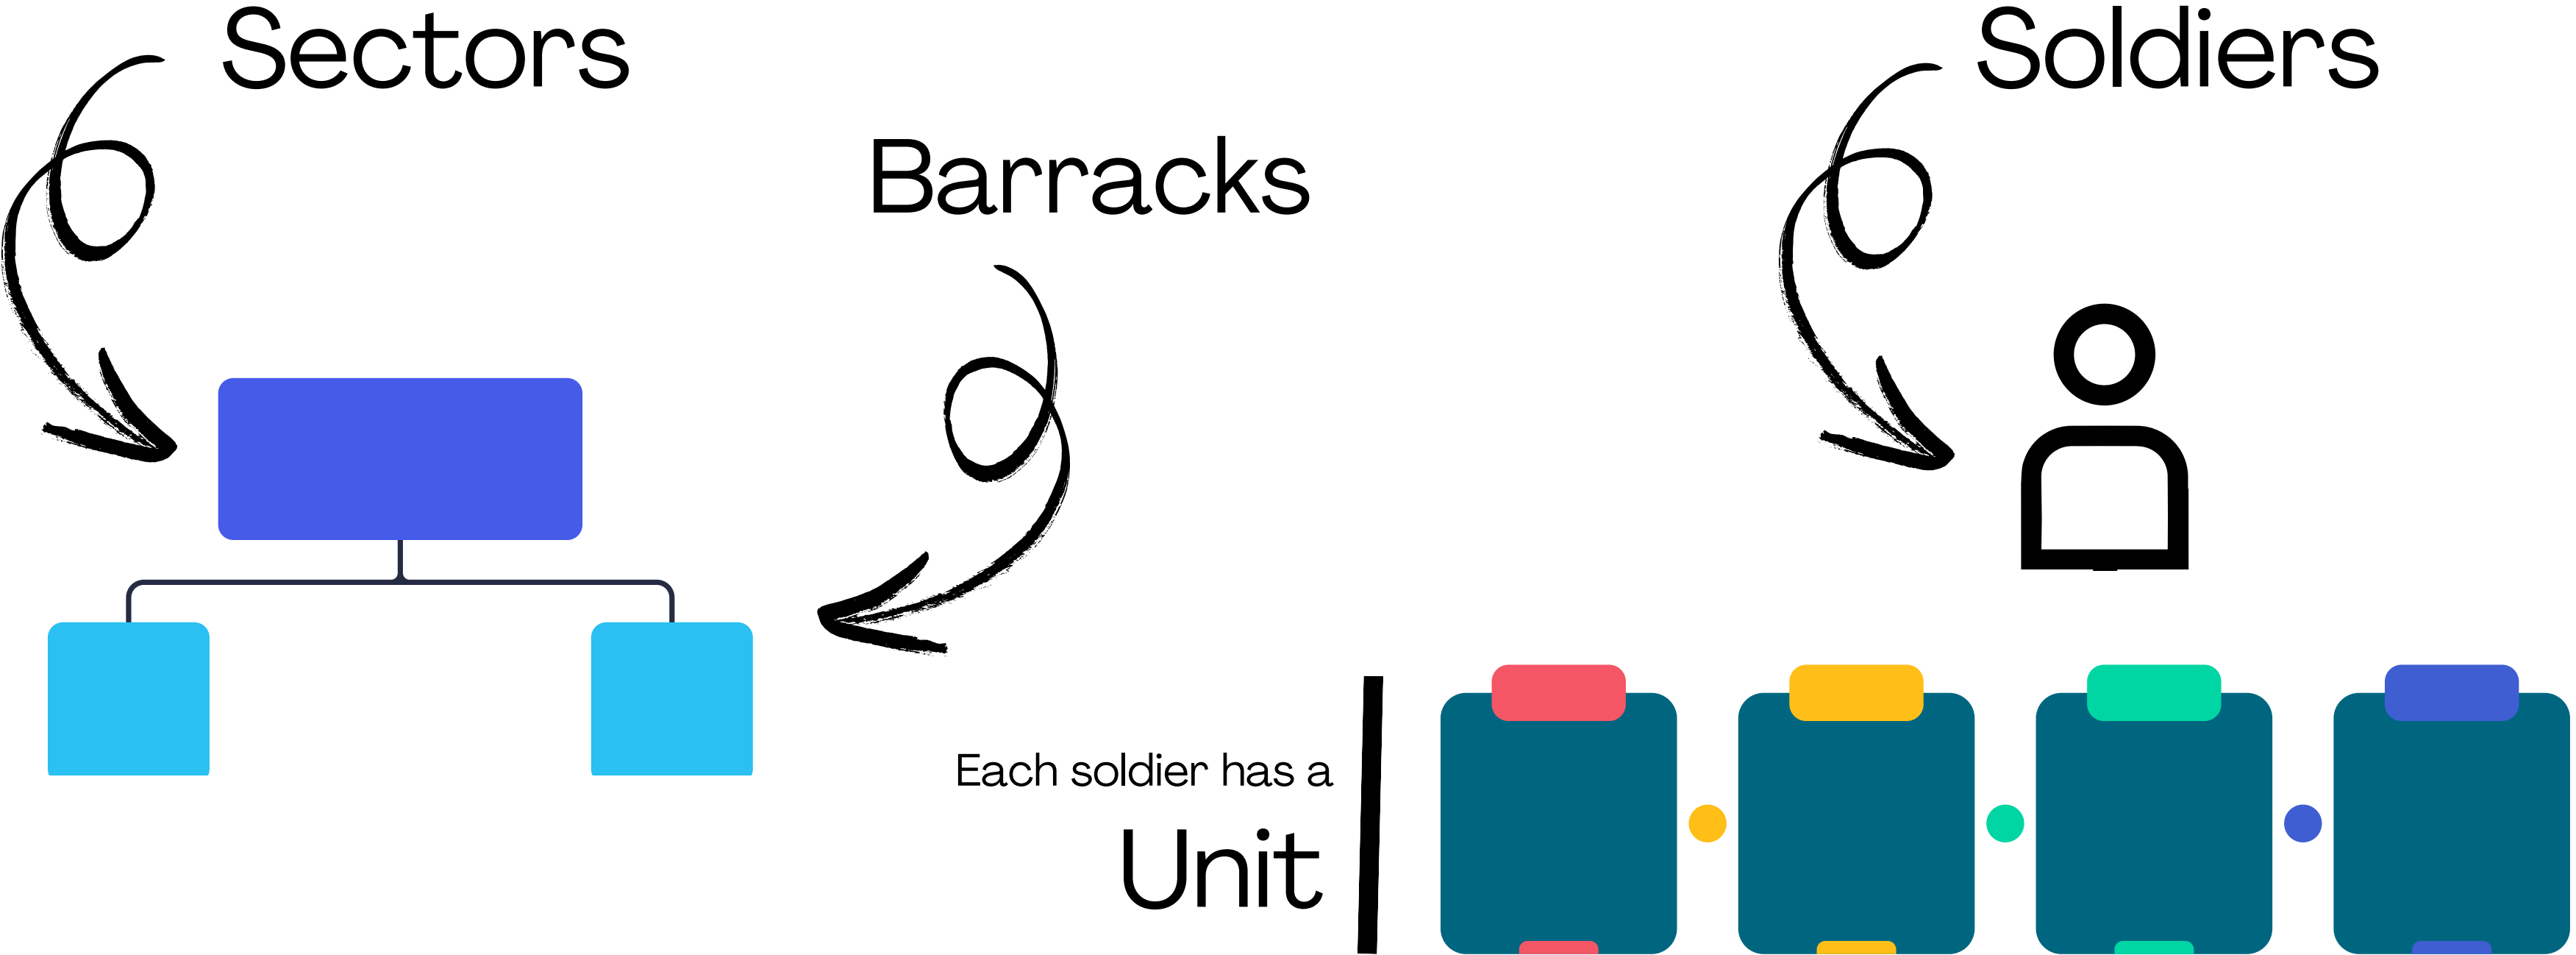 Sectors
Barracks
Soldiers
Each soldier has a
Unit